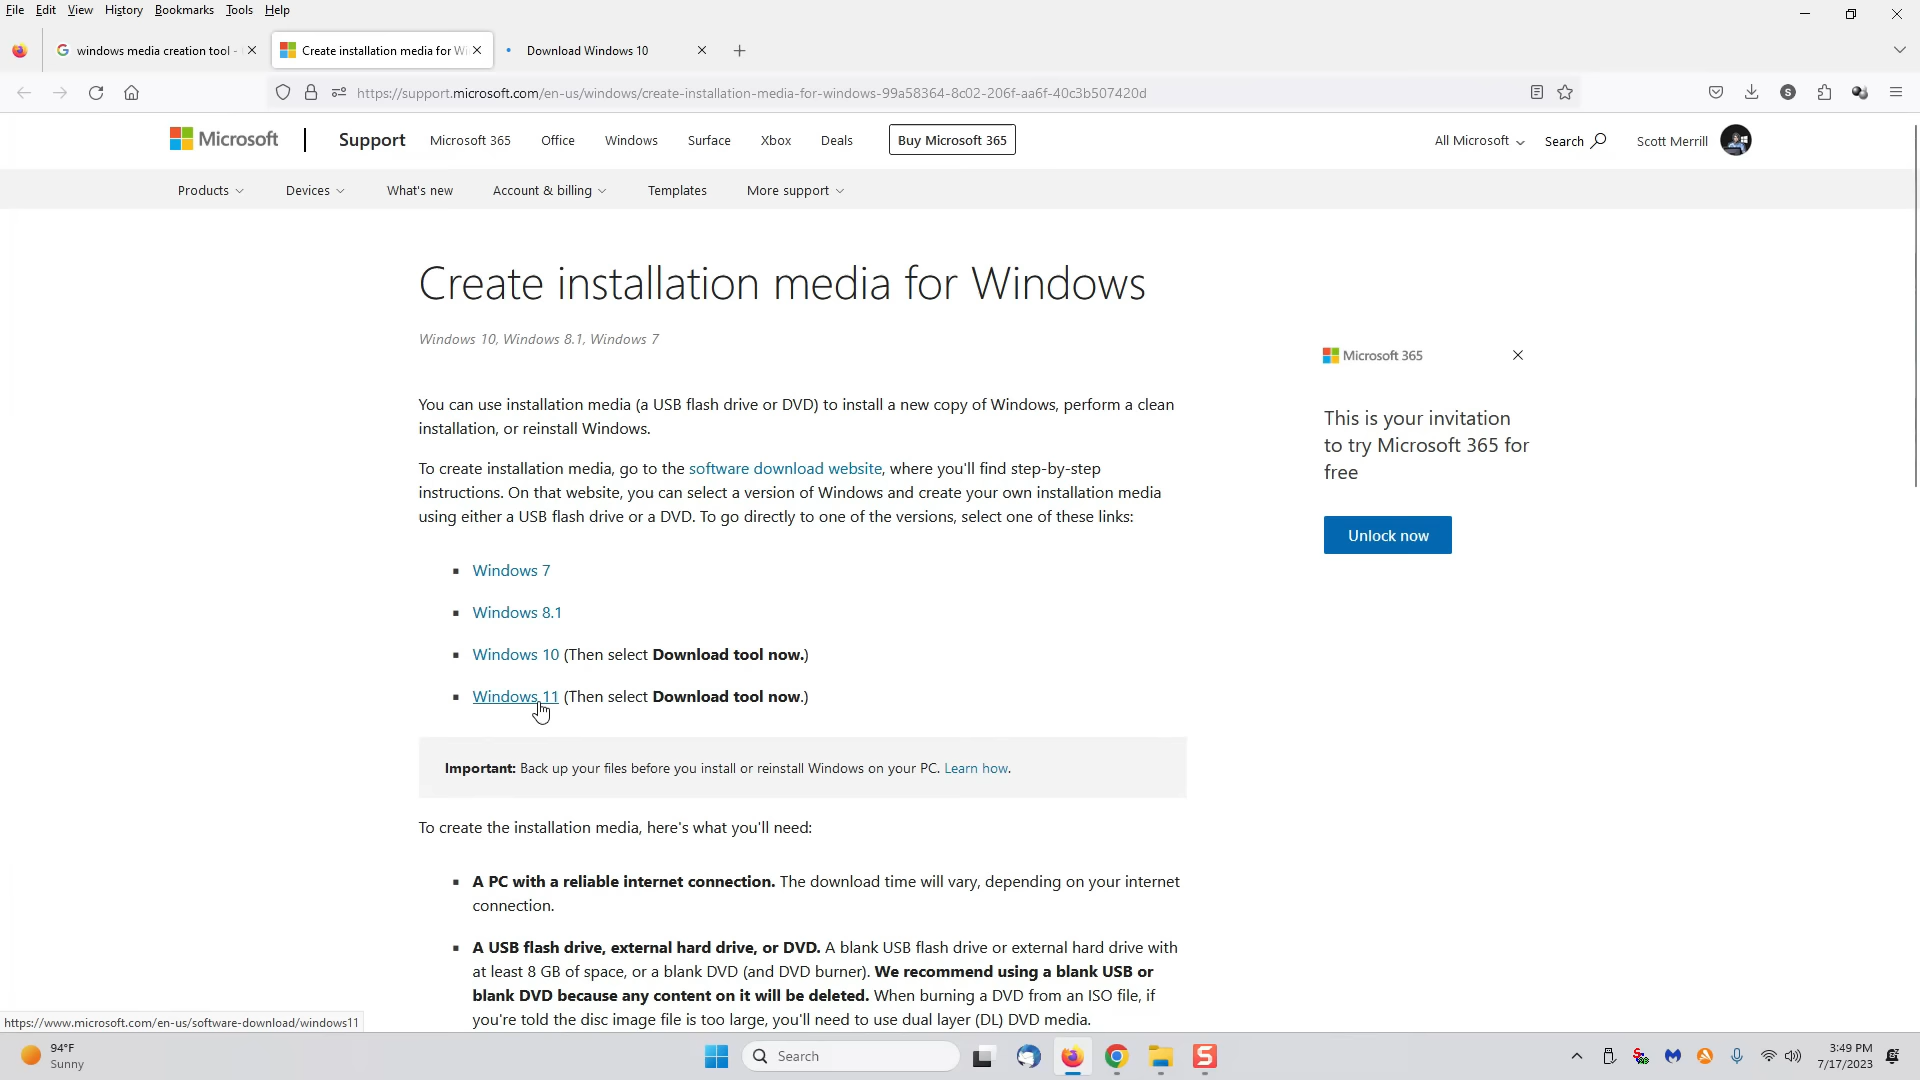 File Edit View History Bookmarks Tools Help
windows media creation tool -
Create installation media for Wi
Download Windows 10
https://support.microsoft.com/en-us/windows/create-installation-media-for-windows-99a58364-8c02-206f-aa6f-40c3b507420d
Microsoft Support Microsoft 365 Office Windows Surface Xbox Deals Buy Microsoft 365 All Microsoft Search Scott Merrill
Products Devices What's new Account & billing Templates More support
Create installation media for Windows
Windows 10, Windows 8.1, Windows 7
Microsoft 365
You can use installation media (a USB flash drive or DVD) to install a new copy of Windows, perform a clean
installation, or reinstall Windows.
This is your invitation
to try Microsoft 365 for
free
To create installation media, go to the software download website, where you'll find step-by-step
instructions. On that website, you can select a version of Windows and create your own installation media
using either a USB flash drive or a DVD. To go directly to one of the versions, select one of these links:
Unlock now
Windows 7
Windows 8.1
Windows 10 (Then select Download tool now.)
Windows 11 (Then select Download tool now.)
Important: Back up your files before you install or reinstall Windows on your PC. Learn how.
To create the installation media, here's what you'll need:
A PC with a reliable internet connection. The download time will vary, depending on your internet
connection.
A USB flash drive, external hard drive, or DVD. A blank USB flash drive or external hard drive with
at least 8 GB of space, or a blank DVD (and DVD burner). We recommend using a blank USB or
blank DVD because any content on it will be deleted. When burning a DVD from an ISO file, if
you're told the disc image file is too large, you'll need to use dual layer (DL) DVD media.
https://www.microsoft.com/en-us/software-download/windows11
94°F
Sunny
Search
3:49 PM
7/17/2023